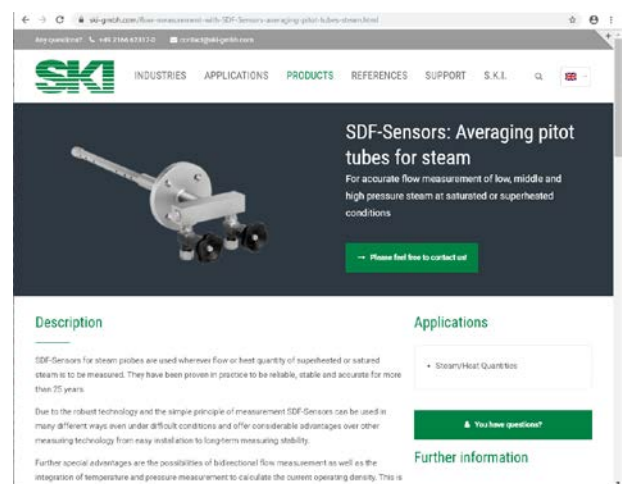 ski-gmbh.com/flow-measurement-with-SDF-Sensors-averaging-pitot-tubes-steam.html
Any questions? +49 2166 62317-0 contact@ski-gmbh.com
SKI
INDUSTRIES APPLICATIONS PRODUCTS REFERENCES SUPPORT S.K.I.
SDF-Sensors: Averaging pitot
tubes for steam
For accurate flow measurement of low, middle and
high pressure steam at saturated or superheated
conditions
→ Please feel free to contact us!
Description
SDF-Sensors for steam probes are used wherever flow or heat quantity of superheated or satured
steam is to be measured. They have been proven in practice to be reliable, stable and accurate for more
than 25 years.
Due to the robust technology and the simple principle of measurement SDF-Sensors can be used in
many different ways even under difficult conditions and offer considerable advantages over other
measuring technology from easy installation to long-term measuring stability.
Further special advantages are the possibilities of bidirectional flow measurement as well as the
integration of temperature and pressure measurement to calculate the current operating density. This is
Applications
• Steam/Heat Quantities
You have questions?
Further information